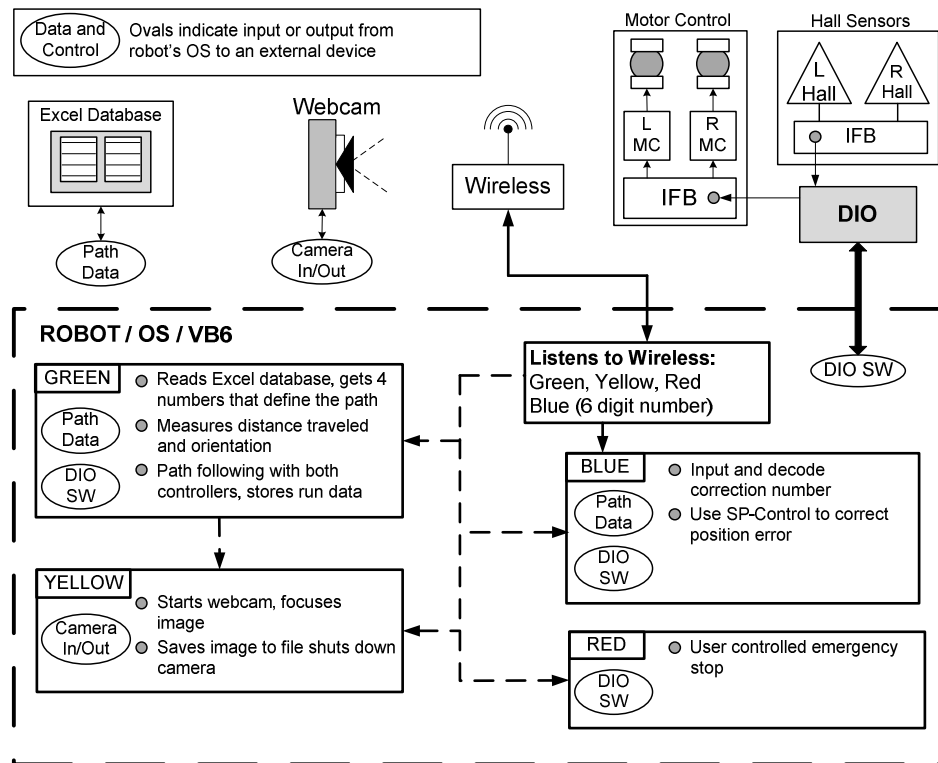 Data and
Control
Ovals indicate input or output from
robot's OS to an external device
Motor Control
Hall Sensors
L
MC
R
MC
IFB
L
Hall
R
Hall
IFB
DIO
Excel Database
Path
Data
Webcam
Camera
In/Out
Wireless
DIO SW
ROBOT / OS / VB6
GREEN
Path
Data
DIO
SW
Reads Excel database, gets 4
numbers that define the path
Measures distance traveled
and orientation
Path following with both
controllers, stores run data
YELLOW
Camera
In/Out
Starts webcam, focuses
image
Saves image to file shuts down
camera
Listens to Wireless:
Green, Yellow, Red
Blue (6 digit number)
BLUE
Path
Data
DIO
SW
Input and decode
correction number
Use SP-Control to correct
position error
RED
DIO
SW
User controlled emergency
stop